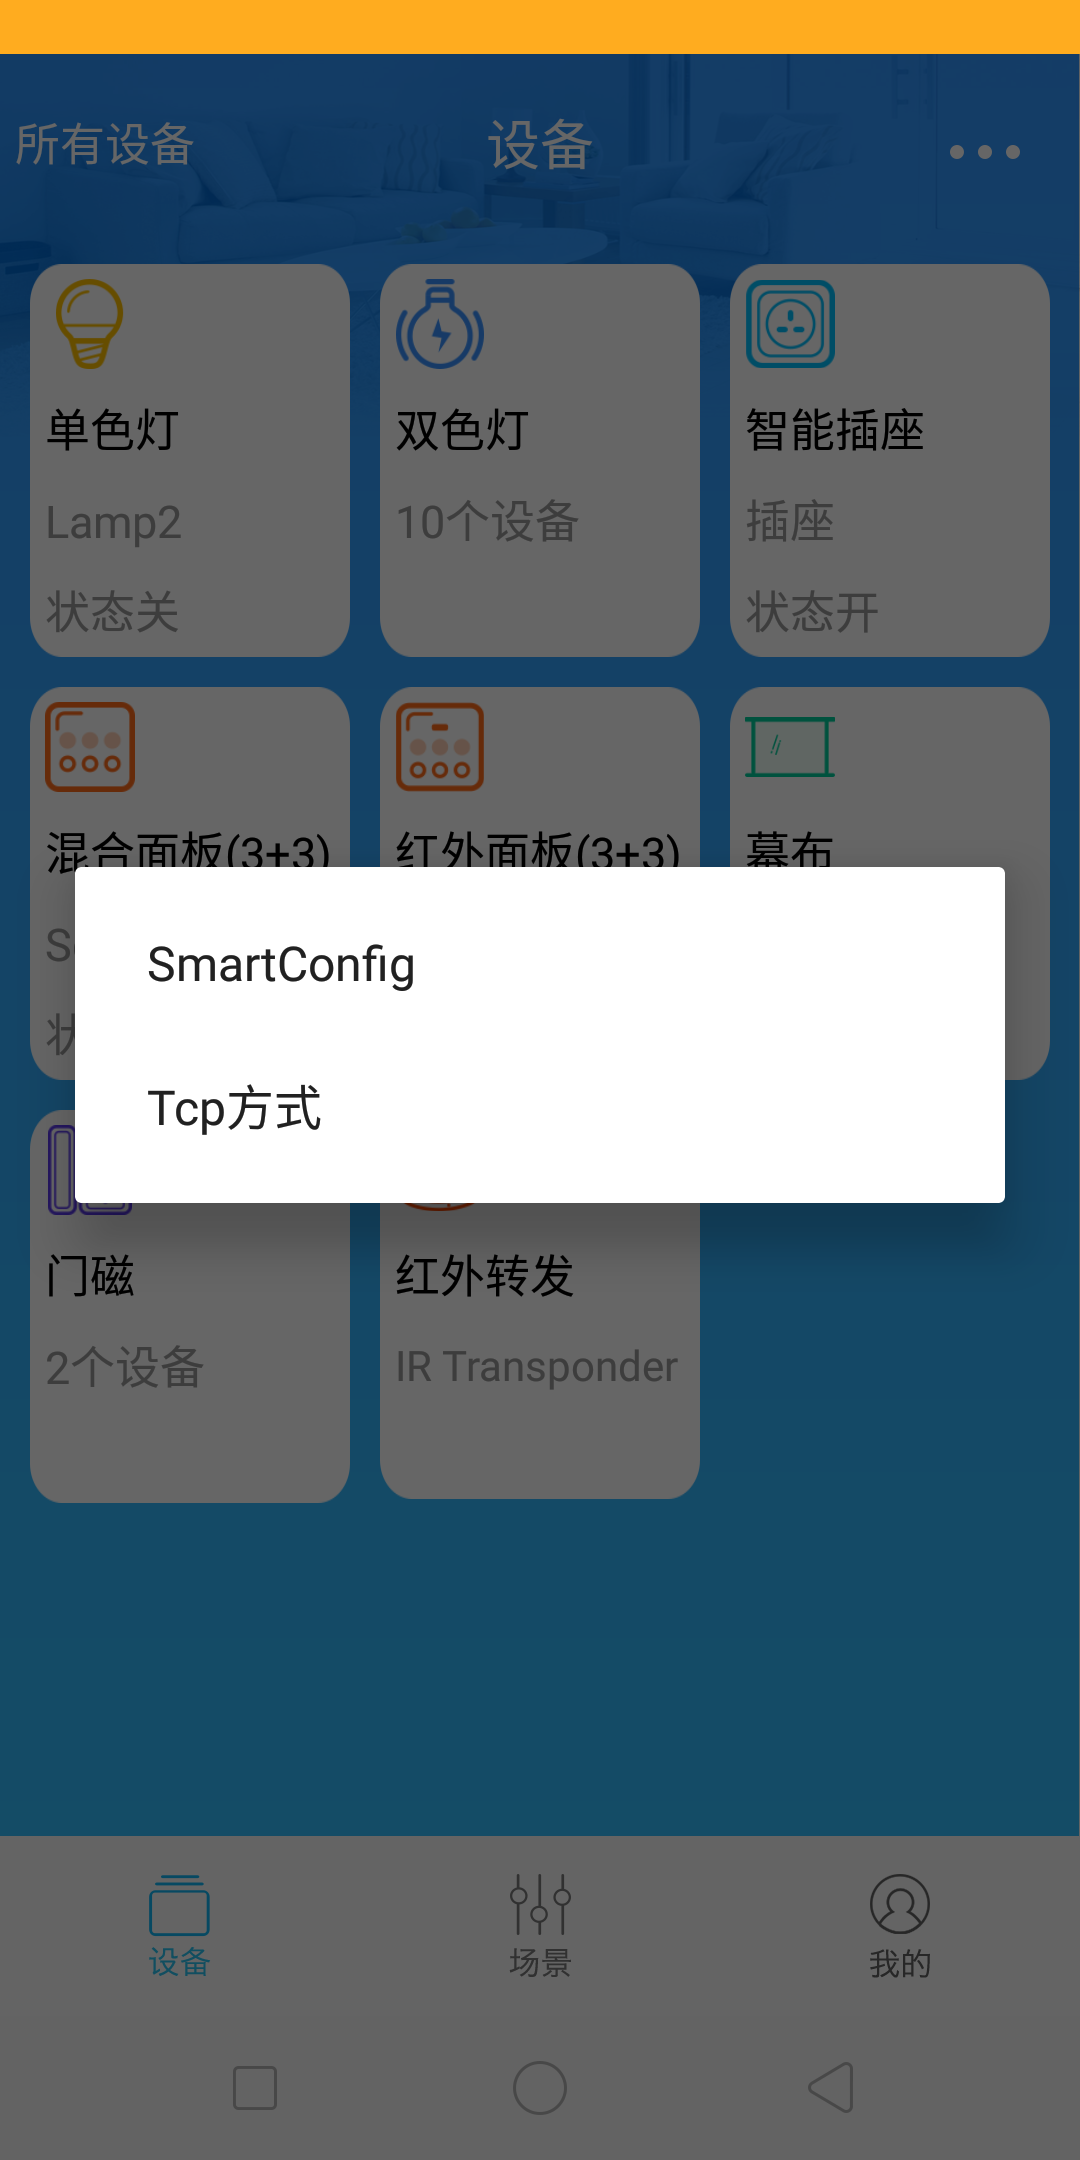 所有设备
设备
单色灯
双色灯
智能插座
Lamp2
10个设备
插座
状态关
状态开
混合面板(3+3)
红外面板(3+3)
幕布
SmartConfig
Tcp方式
门磁
红外转发
2个设备
IR Transponder
设备
场景
我的